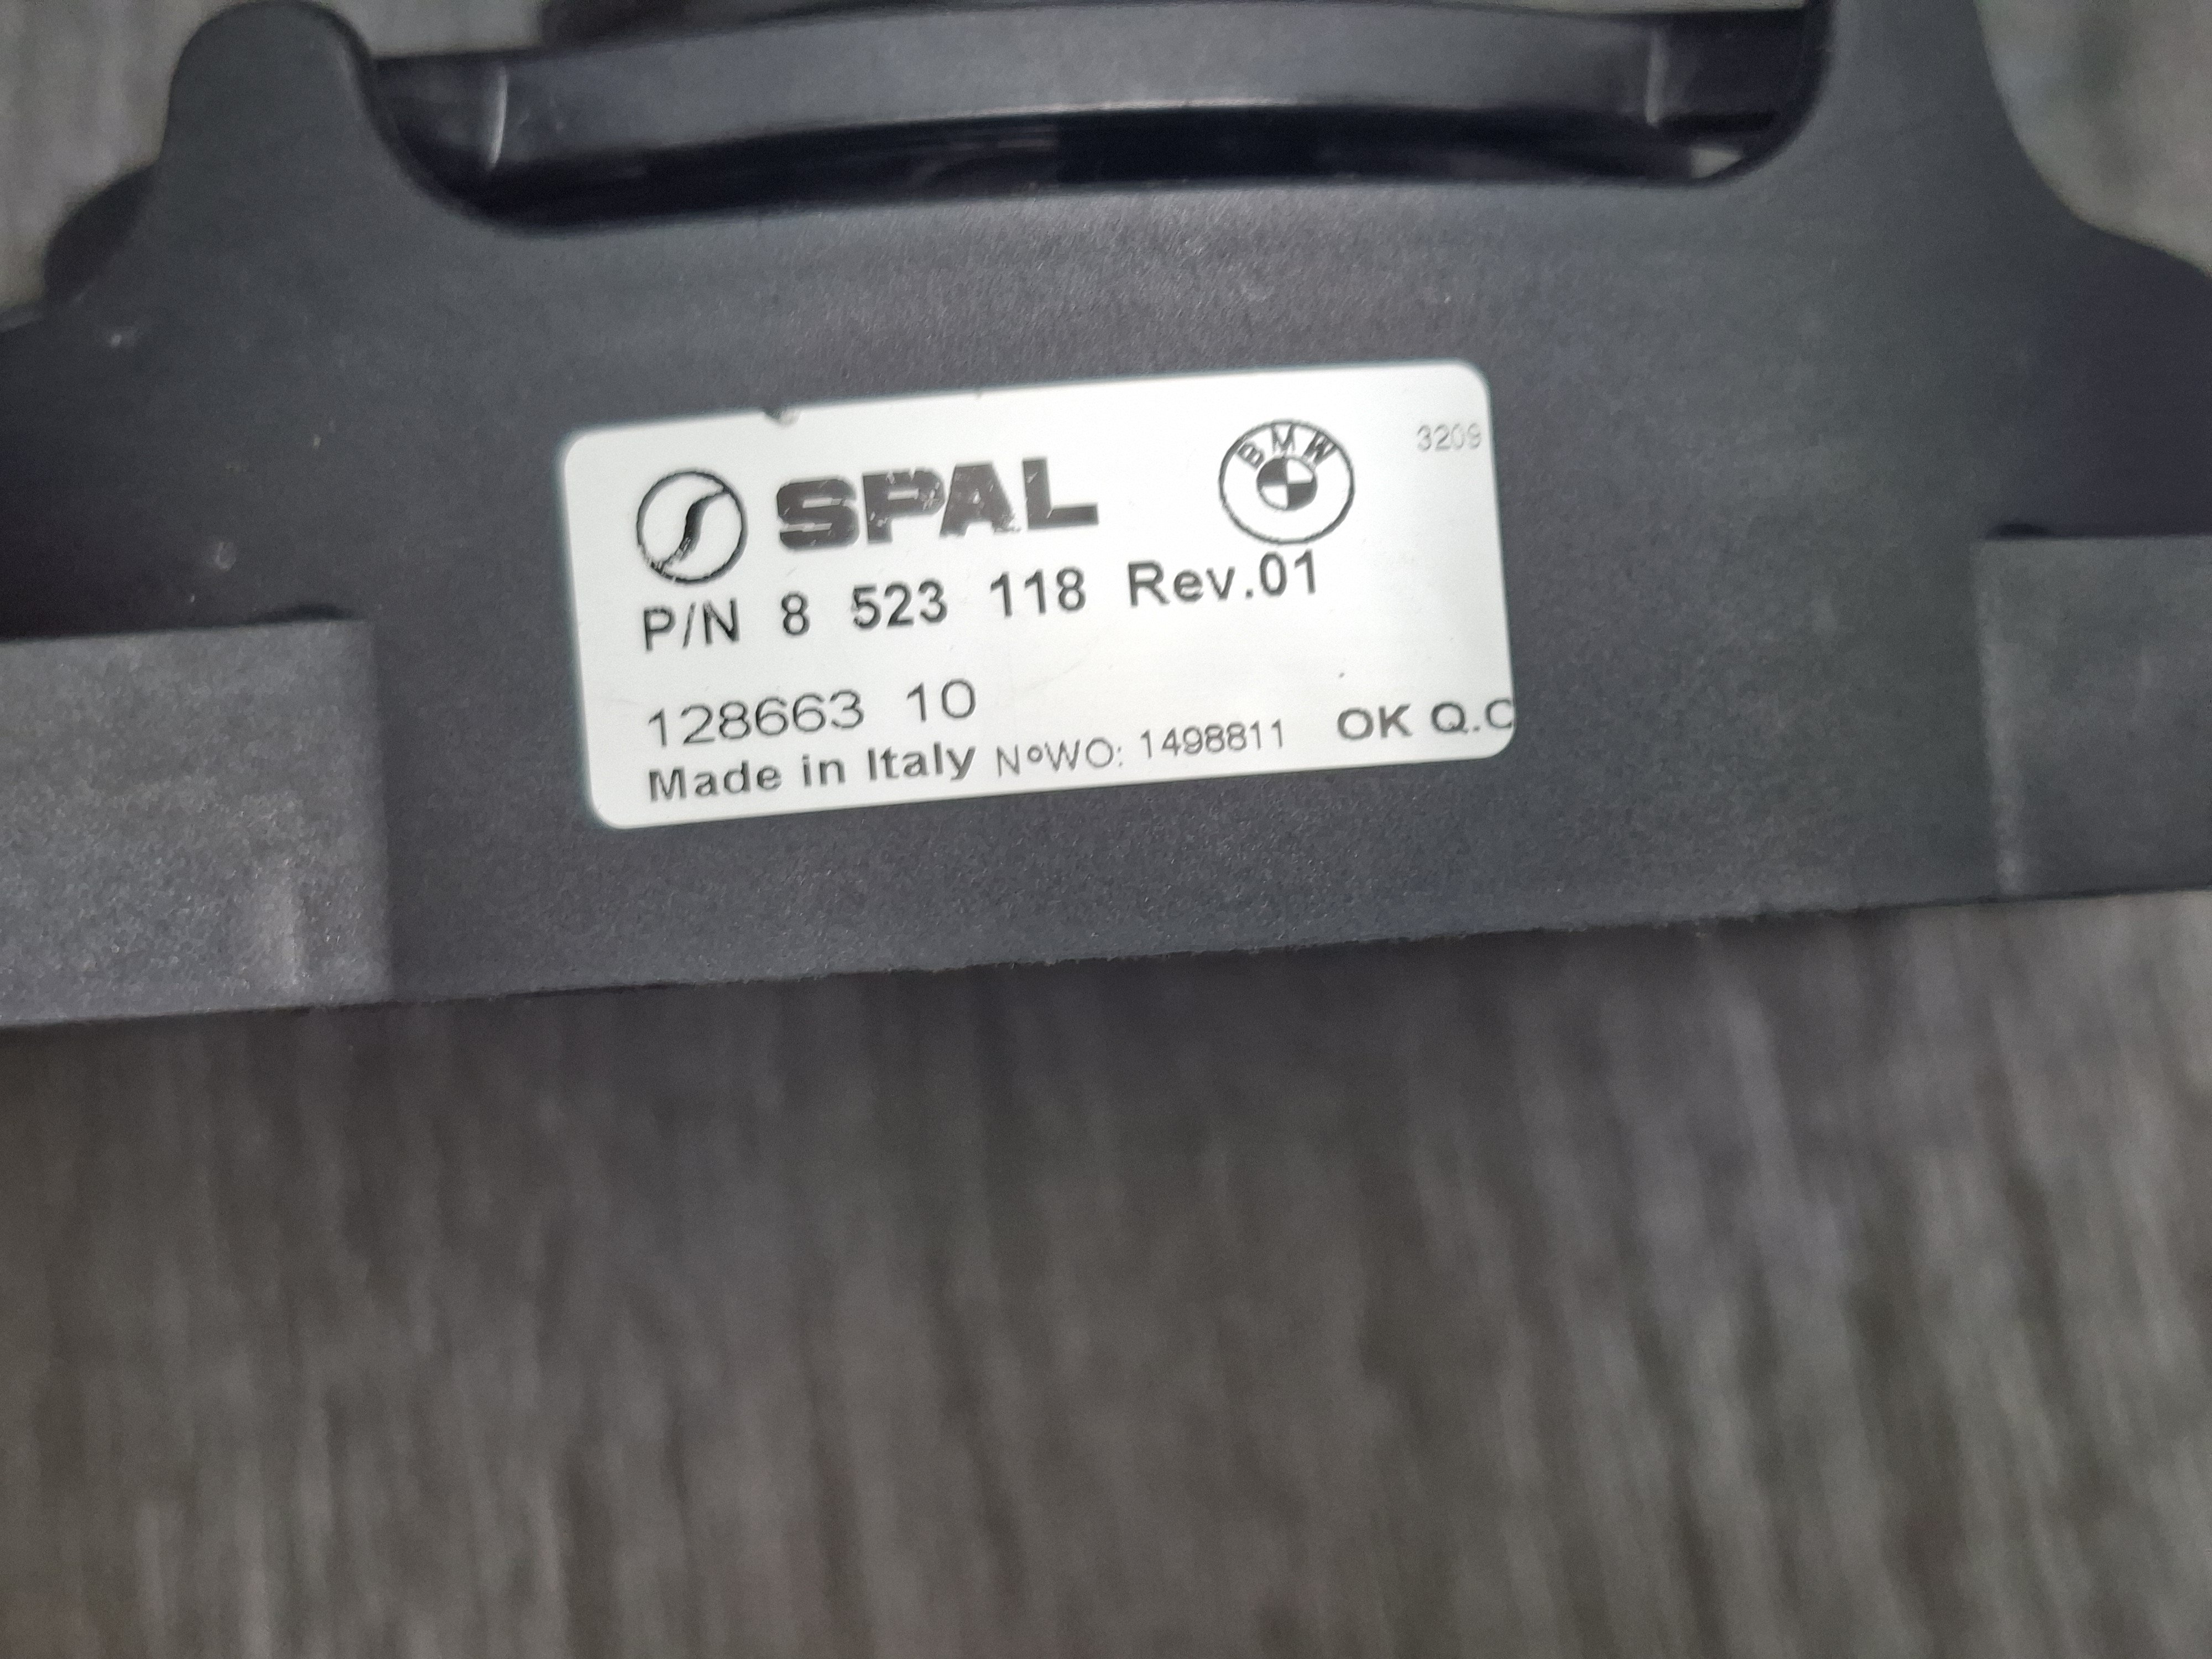 SPAL BMW 3209
P/N 8 523 118 Rev.01
128663 10
Made in Italy N°WO: 1498811 OK Q.C